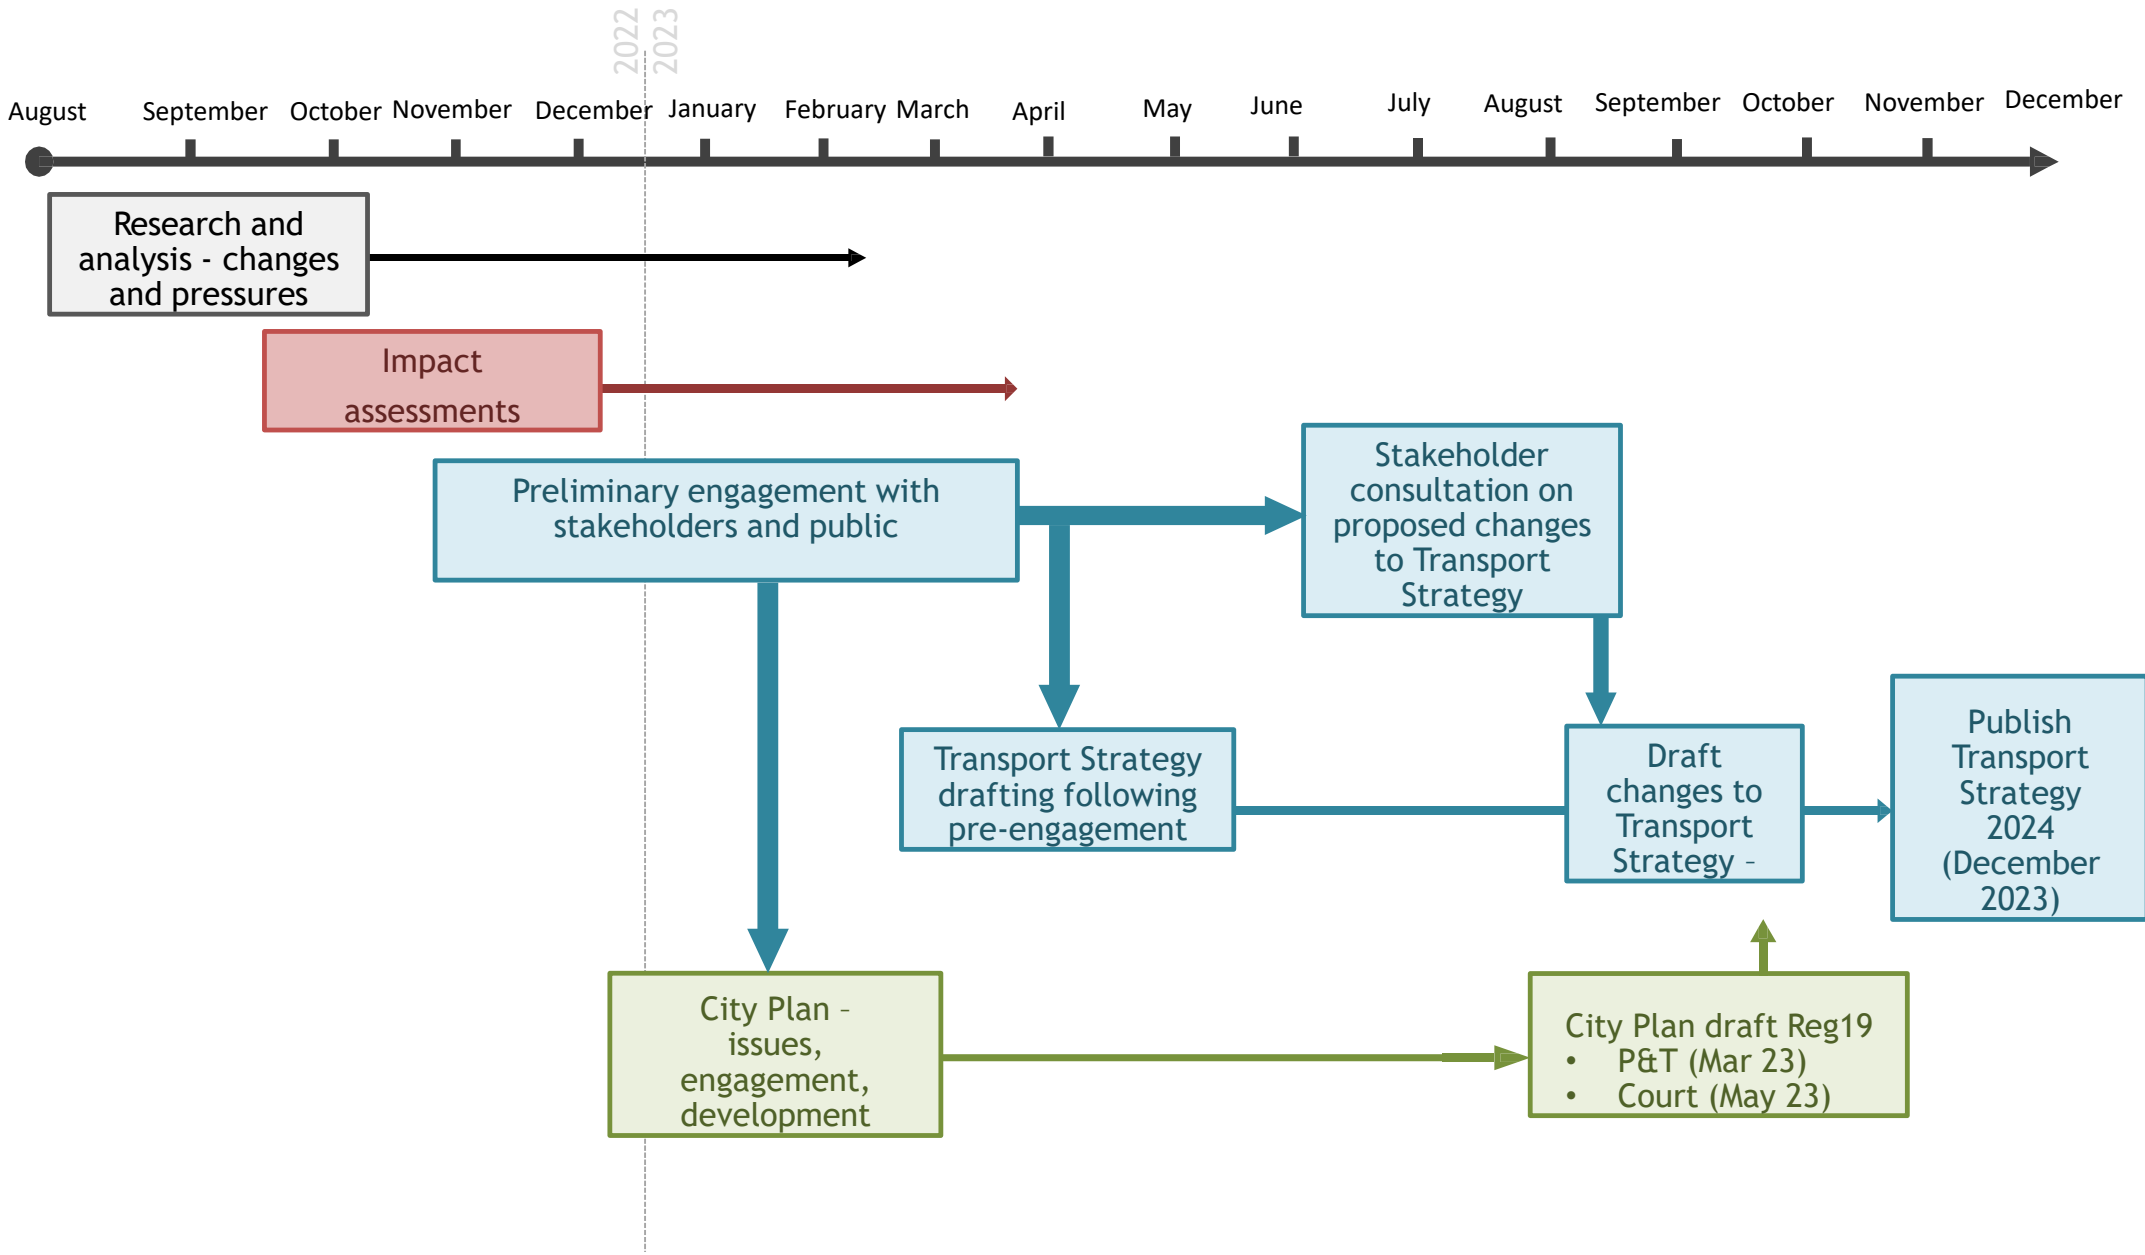 2022
2023
August September October November December January February March April May June July August September October November December
Research and
analysis - changes
and pressures
Impact
assessments
Preliminary engagement with
stakeholders and public
Stakeholder
consultation on
proposed changes
to Transport
Strategy
Transport Strategy
drafting following
pre-engagement
Draft
changes to
Transport
Strategy –
Publish
Transport
Strategy
2024
(December
2023)
City Plan –
issues,
engagement,
development
City Plan draft Reg19
• P&T (Mar 23)
• Court (May 23)